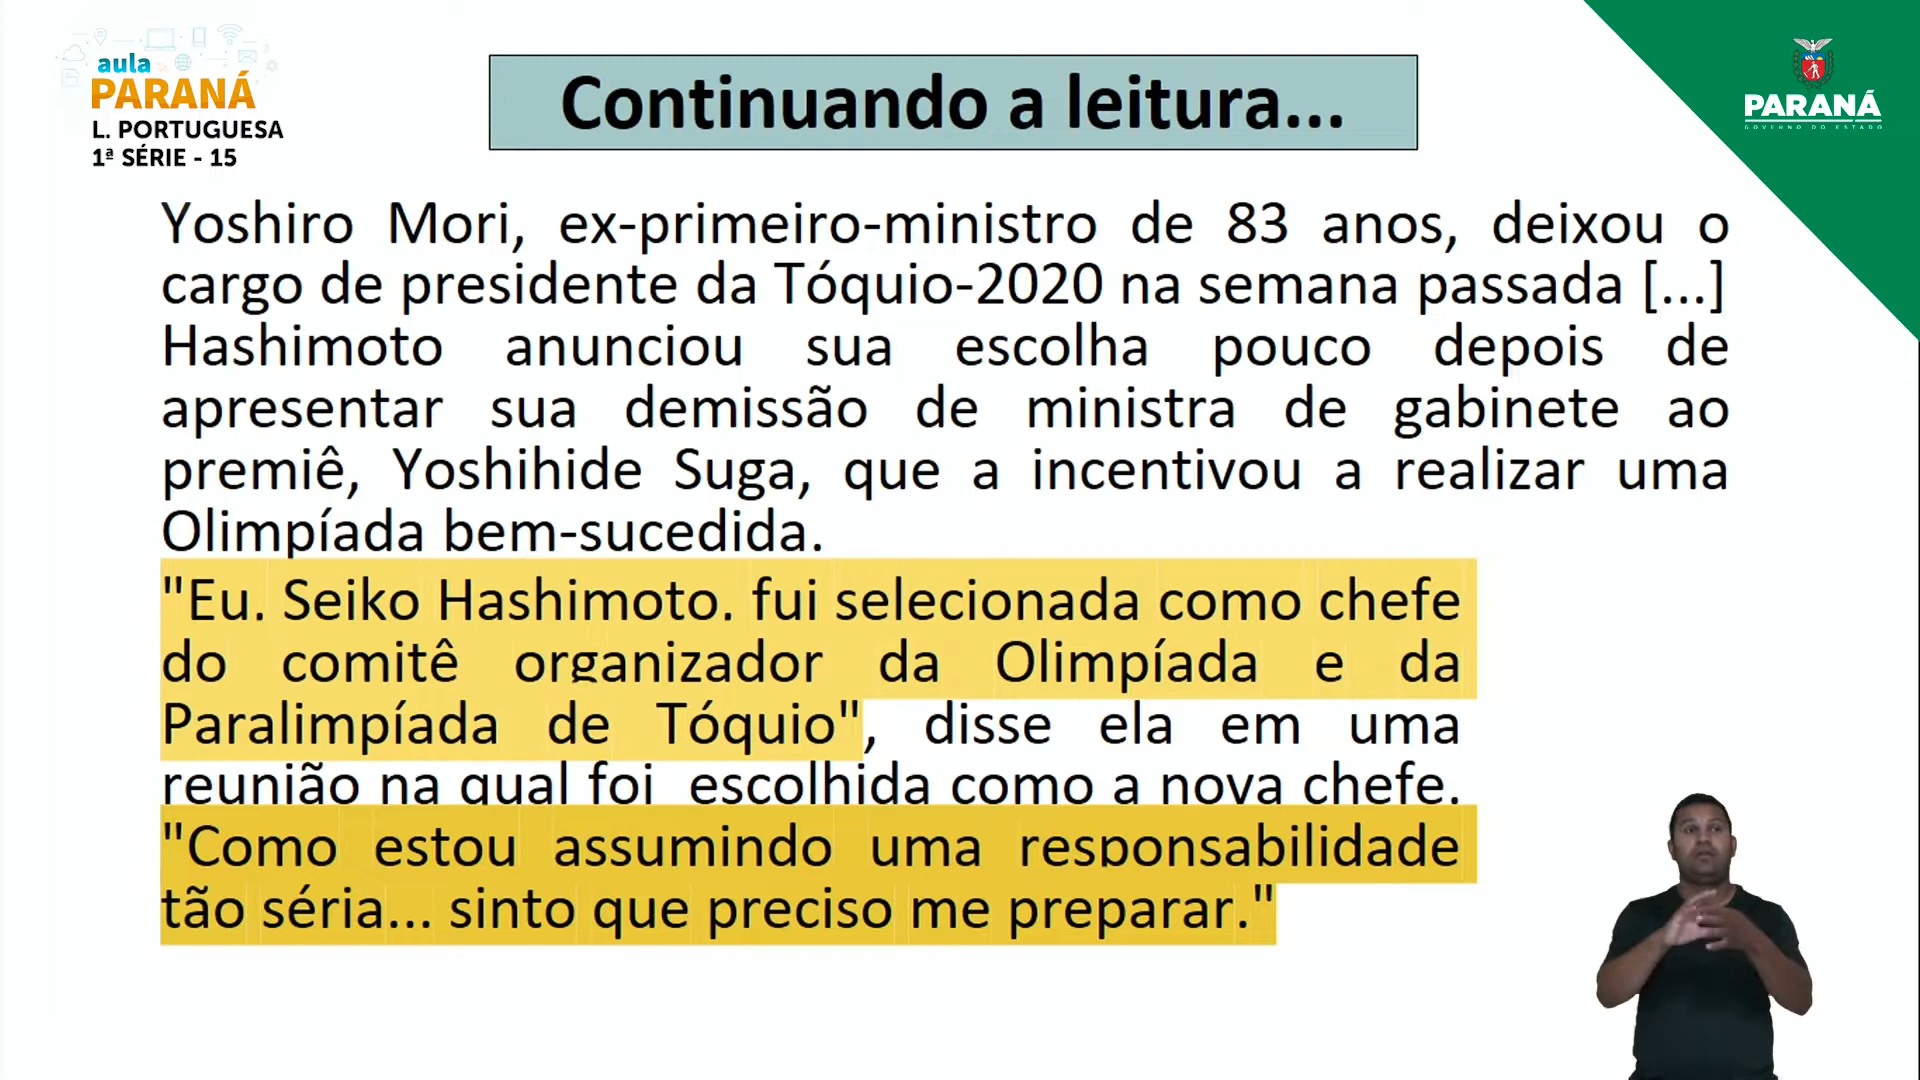 aula
PARANÁ
L. PORTUGUESA
1ª SÉRIE - 15
Continuando a leitura...
PARANÁ
GOVERNO DO ESTADO
Yoshiro Mori, ex-primeiro-ministro de 83 anos, deixou o
cargo de presidente da Tóquio-2020 na semana passada [...]
Hashimoto anunciou sua escolha pouco depois de
apresentar sua demissão de ministra de gabinete ao
premiê, Yoshihide Suga, que a incentivou a realizar uma
Olimpíada bem-sucedida.
"Eu. Seiko Hashimoto. fui selecionada como chefe
do comitê organizador da Olimpíada e da
Paralimpíada de Tóquio", disse ela em uma
reunião na qual foi escolhida como a nova chefe.
"Como estou assumindo uma responsabilidade
tão séria... sinto que preciso me preparar."